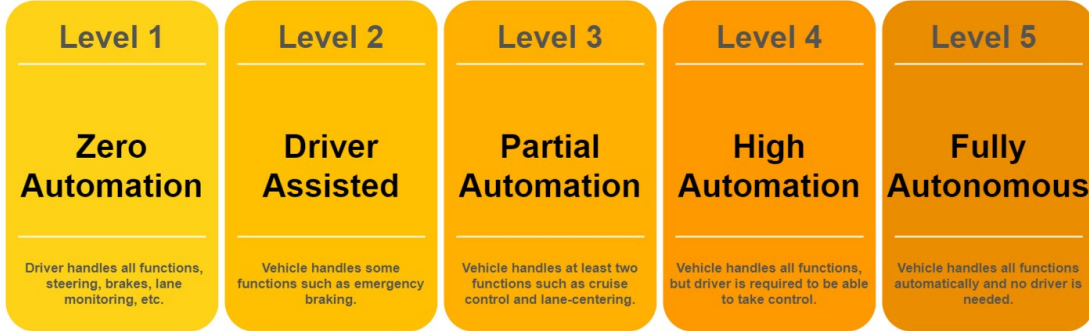 Level 1
Zero
Automation
Driver handles all functions,
steering, brakes, lane
monitoring, etc.
Level 2
Driver
Assisted
Vehicle handles some
functions such as emergency
braking.
Level 3
Partial
Automation
Vehicle handles at least two
functions such as cruise
control and lane-centering.
Level 4
High
Automation
Vehicle handles all functions,
but driver is required to be able
to take control.
Level 5
Fully
Autonomous
Vehicle handles all functions
automatically and no driver is
needed.